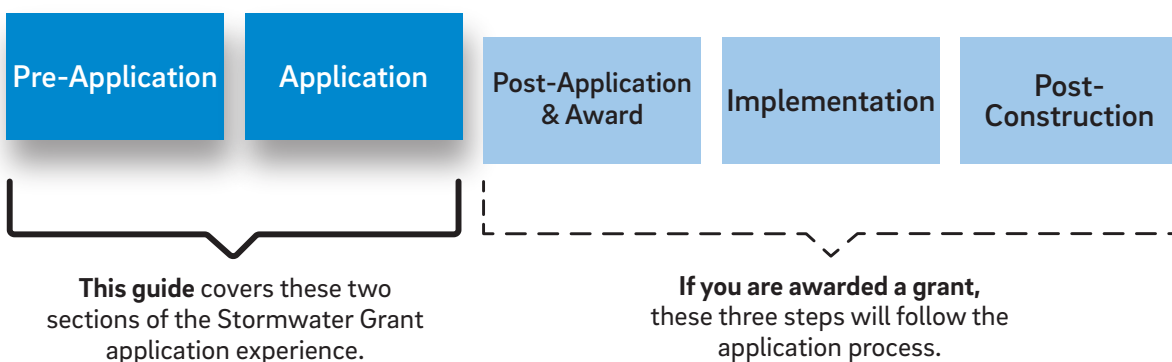 Pre-Application
Application
Post-Application
& Award
Implementation
Post-
Construction
This guide covers these two
sections of the Stormwater Grant
application experience.
If you are awarded a grant,
these three steps will follow the
application process.